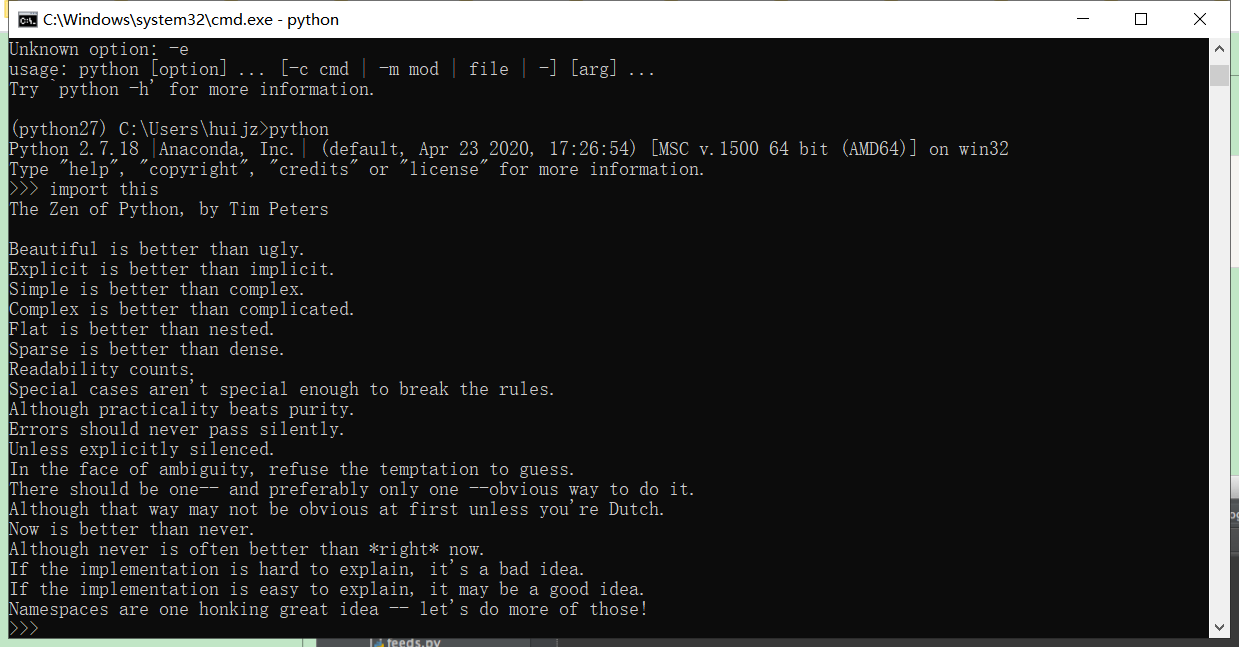 C:\Windows\system32\cmd.exe - python
Unknown option: -e
usage: python [option] ... [-c cmd | -m mod | file | -] [arg] ...
Try `python -h' for more information.
(python27) C:\Users\huijz>python
Python 2.7.18 |Anaconda, Inc.| (default, Apr 23 2020, 17:26:54) [MSC v.1500 64 bit (AMD64)] on win32
Type "help", "copyright", "credits" or "license" for more information.
>>> import this
The Zen of Python, by Tim Peters
Beautiful is better than ugly.
Explicit is better than implicit.
Simple is better than complex.
Complex is better than complicated.
Flat is better than nested.
Sparse is better than dense.
Readability counts.
Special cases aren't special enough to break the rules.
Although practicality beats purity.
Errors should never pass silently.
Unless explicitly silenced.
In the face of ambiguity, refuse the temptation to guess.
There should be one-- and preferably only one --obvious way to do it.
Although that way may not be obvious at first unless you're Dutch.
Now is better than never.
Although never is often better than *right* now.
If the implementation is hard to explain, it's a bad idea.
If the implementation is easy to explain, it may be a good idea.
Namespaces are one honking great idea -- let's do more of those!
>>>
feeds.py